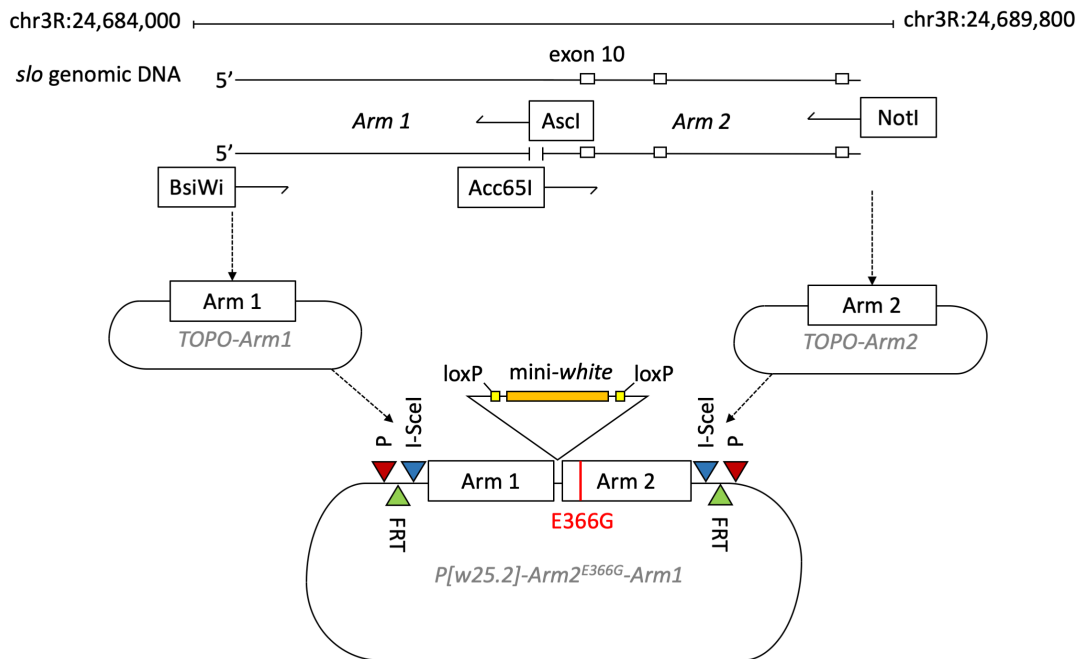 chr3R:24,684,000
chr3R:24,689,800
exon 10
slo genomic DNA
5’
Arm 1
AscI
Arm 2
NotI
5’
BsiWi
Acc65I
Arm 1
TOPO-Arm1
Arm 2
TOPO-Arm2
loxP
mini-white
loxP
P
I-SceI
I-SceI
P
Arm 1
Arm 2
FRT
E366G
FRT
P[w25.2]-Arm2E366G-Arm1